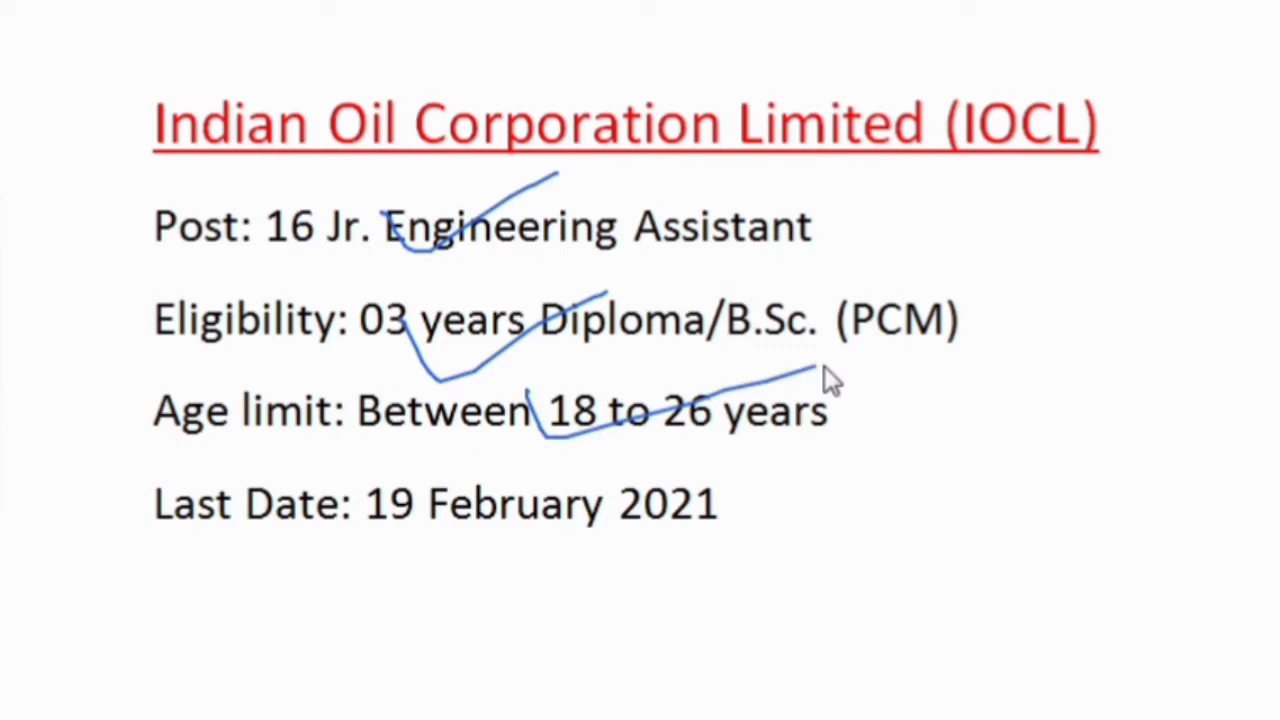 Indian Oil Corporation Limited (IOCL)
Post: 16 Jr. Engineering Assistant
Eligibility: 03 years Diploma/B.Sc. (PCM)
Age limit: Between 18 to 26 years
Last Date: 19 February 2021